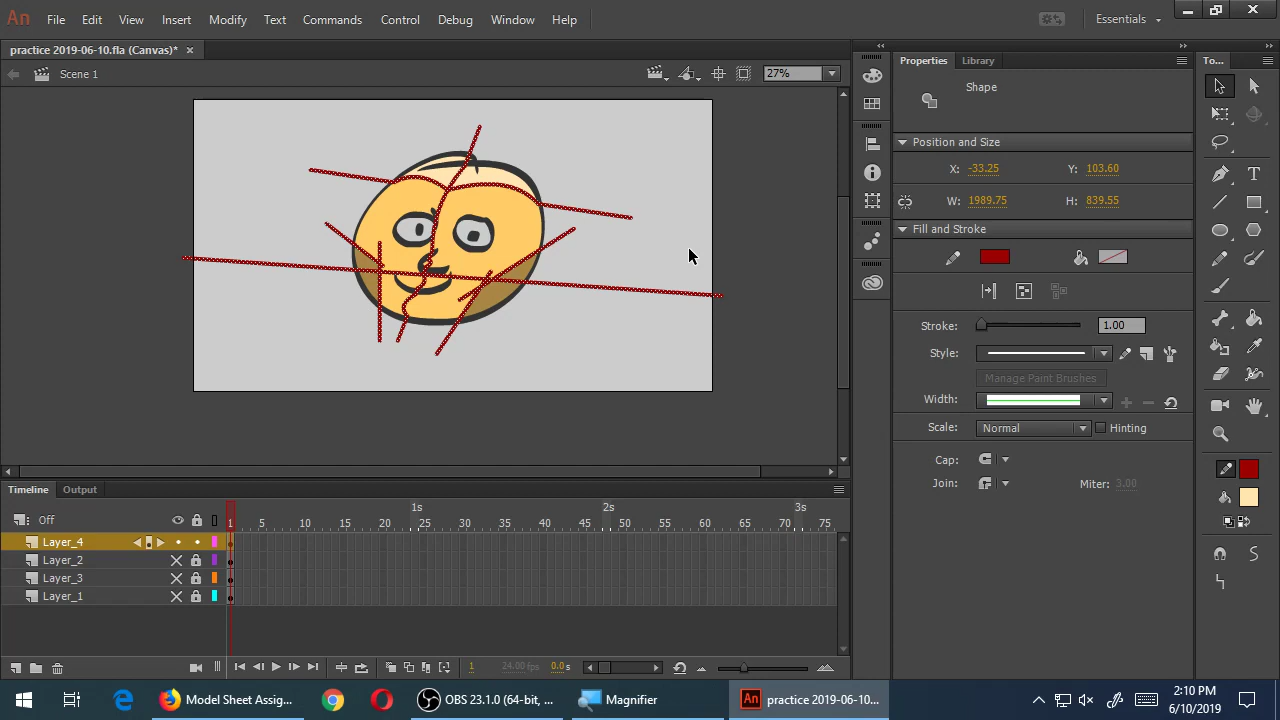 An File Edit View Insert Modify Text Commands Control Debug Window Help Essentials
practice 2019-06-10.fla (Canvas)* ×
Scene 1 27%
Properties Library To...
Shape
Position and Size
X: -33.25 Y: 103.60
W: 1989.75 H: 839.55
Fill and Stroke
Stroke: 1.00
Style:
Manage Paint Brushes
Width:
Scale: Normal Hinting
Cap:
Join: Miter: 3.00
Timeline Output
Off 1s 2s 3s
1 5 10 15 20 25 30 35 40 45 50 55 60 65 70 75
Layer_4
Layer_2
Layer_3
Layer_1
1 24.00 fps 0.0 s
Model Sheet Assig... OBS 23.1.0 (64-bit, ... Magnifier An practice 2019-06-10... 2:10 PM
6/10/2019